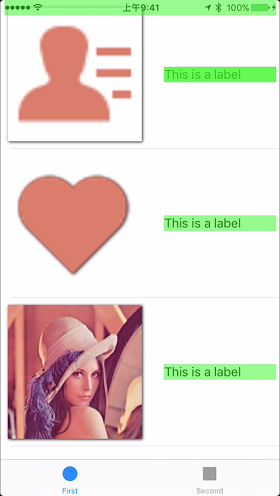 上午9:41
100%
This is a label
This is a label
This is a label
First
Second